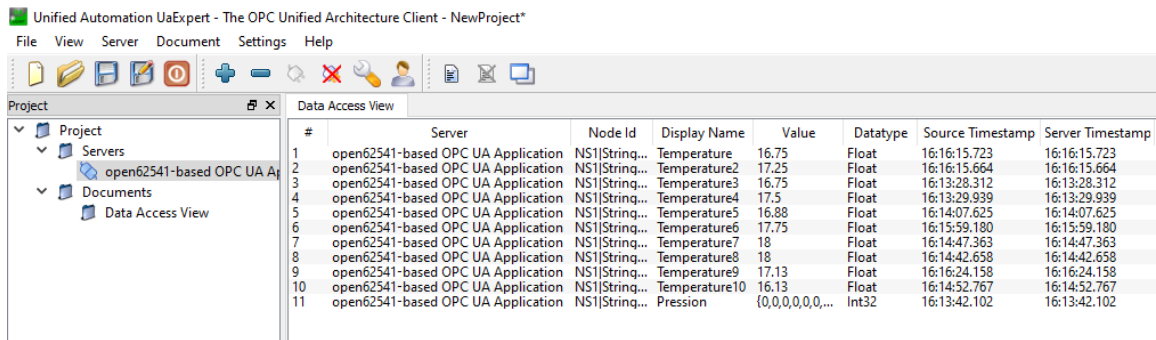 Unified Automation UaExpert - The OPC Unified Architecture Client - NewProject*
File View Server Document Settings Help
Project
Data Access View
Project
Servers
open62541-based OPC UA Ap
Documents
Data Access View
# Server Node Id Display Name Value Datatype Source Timestamp Server Timestamp
1 open62541-based OPC UA Application NS1|String... Temperature 16.75 Float 16:16:15.723 16:16:15.723
2 open62541-based OPC UA Application NS1|String... Temperature2 17.25 Float 16:16:15.664 16:16:15.664
3 open62541-based OPC UA Application NS1|String... Temperature3 16.75 Float 16:13:28.312 16:13:28.312
4 open62541-based OPC UA Application NS1|String... Temperature4 17.5 Float 16:13:29.939 16:13:29.939
5 open62541-based OPC UA Application NS1|String... Temperature5 16.88 Float 16:14:07.625 16:14:07.625
6 open62541-based OPC UA Application NS1|String... Temperature6 17.75 Float 16:15:59.180 16:15:59.180
7 open62541-based OPC UA Application NS1|String... Temperature7 18 Float 16:14:47.363 16:14:47.363
8 open62541-based OPC UA Application NS1|String... Temperature8 18 Float 16:14:42.658 16:14:42.658
9 open62541-based OPC UA Application NS1|String... Temperature9 17.13 Float 16:16:24.158 16:16:24.158
10 open62541-based OPC UA Application NS1|String... Temperature10 16.13 Float 16:14:52.767 16:14:52.767
11 open62541-based OPC UA Application NS1|String... Pression {0,0,0,0,0,0,... Int32 16:13:42.102 16:13:42.102